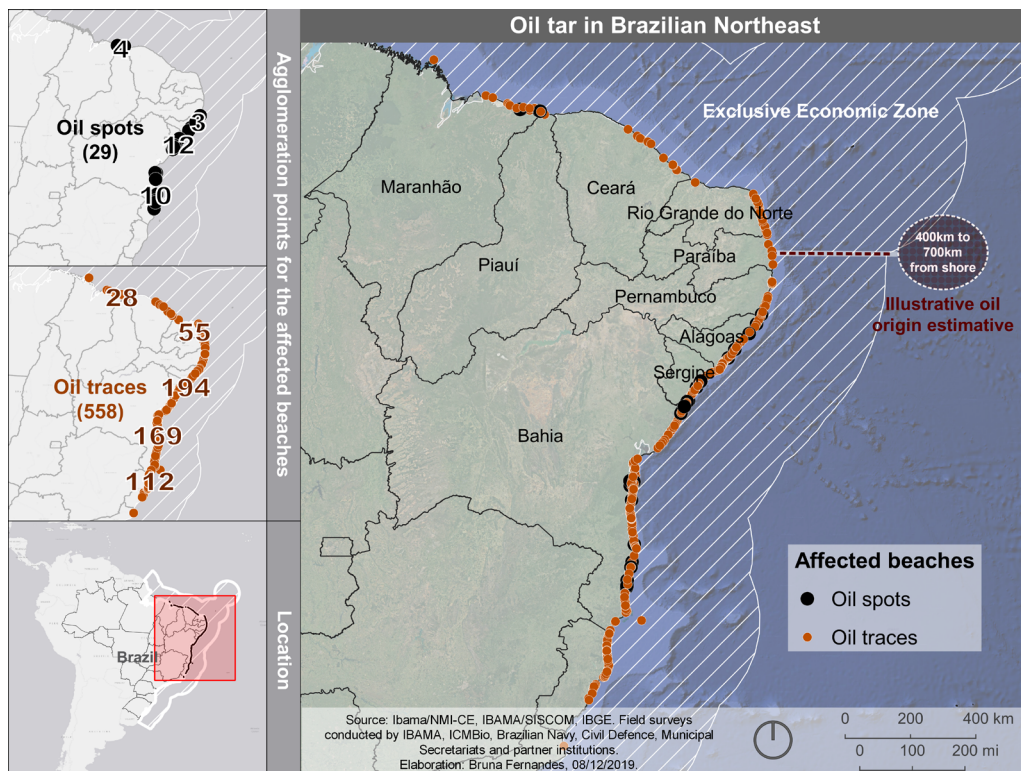 Oil tar in Brazilian Northeast
4
3
12
10
Oil spots
(29)
28
55
194
169
112
Oil traces
(558)
Agglomeration points for the affected beaches
Location
Brazil
Exclusive Economic Zone
Maranhão
Ceará
Rio Grande do Norte
Paraíba
Piauí
Pernambuco
Alagoas
Sergipe
Bahia
400km to
700km
from shore
Illustrative oil
origin estimative
Affected beaches
Oil spots
Oil traces
Source: Ibama/NMI-CE, IBAMA/SISCOM, IBGE. Field surveys
conducted by IBAMA, ICMBio, Brazilian Navy, Civil Defence, Municipal
Secretariats and partner institutions.
Elaboration: Bruna Fernandes, 08/12/2019.
0 200 400 km
0 100 200 mi